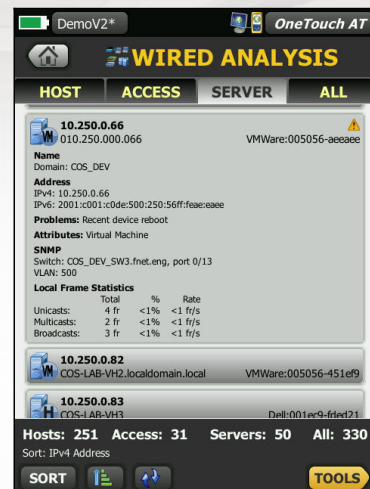 DemoV2*
OneTouch AT
WIRED ANALYSIS
HOST ACCESS SERVER ALL
10.250.0.66
010.250.000.066 VMWare:005056-aeeaee
Name
Domain: COS_DEV
Address
IPv4: 10.250.0.66
IPv6: 2001:c001:c0de:500:250:56ff:feae:eaee
Problems: Recent device reboot
Attributes: Virtual Machine
SNMP
Switch: COS_DEV_SW3.fnet.eng, port 0/13
VLAN: 500
Local Frame Statistics
Total % Rate
Unicasts: 4 fr <1% <1 fr/s
Multicasts: 2 fr <1% <1 fr/s
Broadcasts: 3 fr <1% <1 fr/s
10.250.0.82
COS-LAB-VH2.localdomain.local VMWare:005056-451ef9
10.250.0.83
COS-LAB-VH3 Dell:001ec9-fded21
Hosts: 251 Access: 31 Servers: 50 All: 330
Sort: IPv4 Address
SORT TOOLS